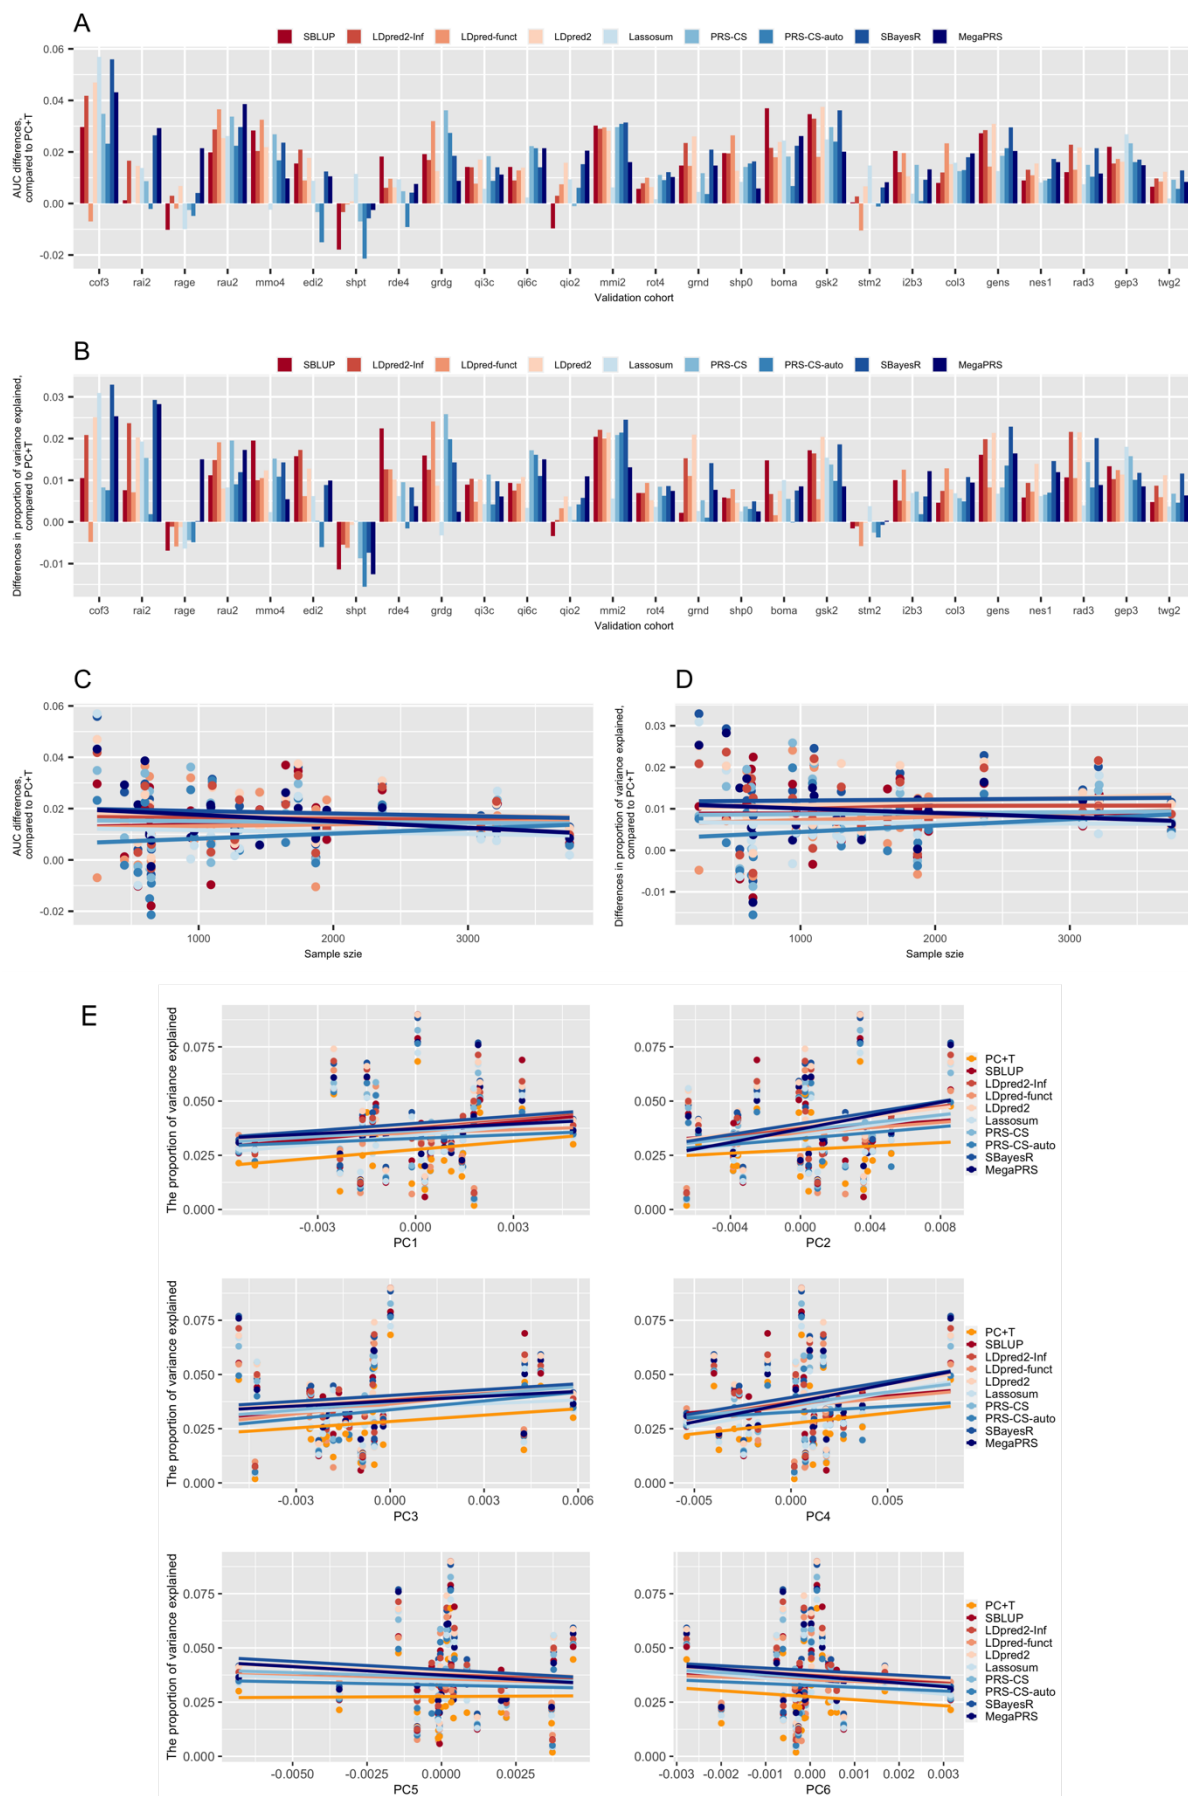 A
SBLUP LDpred2-Inf LDpred-funct LDpred2 Lassosum PRS-CS PRS-CS-auto SBayesR MegaPRS
AUC differences,
compared to PC+T
0.06
0.04
0.02
0.00
-0.02
cof3 rai2 rage rau2 mmo4 edi2 shpt rde4 grdg qi3c qi6c qio2 mmi2 rot4 grnd shp0 boma gsk2 stm2 i2b3 col3 gens nes1 rad3 gep3 twg2
Validation cohort
B
SBLUP LDpred2-Inf LDpred-funct LDpred2 Lassosum PRS-CS PRS-CS-auto SBayesR MegaPRS
Differences in proportion of variance explained,
compared to PC+T
0.03
0.02
0.01
0.00
-0.01
cof3 rai2 rage rau2 mmo4 edi2 shpt rde4 grdg qi3c qi6c qio2 mmi2 rot4 grnd shp0 boma gsk2 stm2 i2b3 col3 gens nes1 rad3 gep3 twg2
Validation cohort
C
AUC differences,
compared to PC+T
0.06
0.04
0.02
0.00
-0.02
1000 2000 3000
Sample szie
D
Differences in proportion of variance explained,
compared to PC+T
0.03
0.02
0.01
0.00
-0.01
1000 2000 3000
Sample szie
E
The proportion of variance explained
0.075
0.050
0.025
0.000
-0.003 0.000 0.003
PC1
0.075
0.050
0.025
0.000
-0.004 0.000 0.004 0.008
PC2
PC+T
SBLUP
LDpred2-Inf
LDpred-funct
LDpred2
Lassosum
PRS-CS
PRS-CS-auto
SBayesR
MegaPRS
The proportion of variance explained
0.075
0.050
0.025
0.000
-0.003 0.000 0.003 0.006
PC3
0.075
0.050
0.025
0.000
-0.005 0.000 0.005
PC4
PC+T
SBLUP
LDpred2-Inf
LDpred-funct
LDpred2
Lassosum
PRS-CS
PRS-CS-auto
SBayesR
MegaPRS
The proportion of variance explained
0.075
0.050
0.025
0.000
-0.0050 -0.0025 0.0000 0.0025
PC5
0.075
0.050
0.025
0.000
-0.003 -0.002 -0.001 0.000 0.001 0.002 0.003
PC6
PC+T
SBLUP
LDpred2-Inf
LDpred-funct
LDpred2
Lassosum
PRS-CS
PRS-CS-auto
SBayesR
MegaPRS